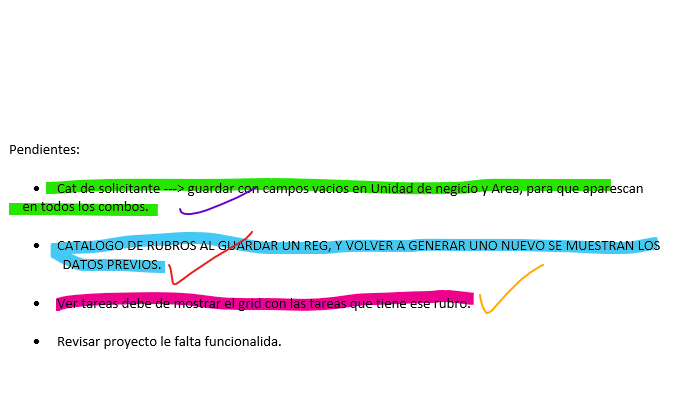 Pendientes:
• Cat de solicitante ---> guardar con campos vacios en Unidad de negicio y Area, para que aparescan
en todos los combos.
• CATALOGO DE RUBROS AL GUARDAR UN REG, Y VOLVER A GENERAR UNO NUEVO SE MUESTRAN LOS
DATOS PREVIOS.
• Ver tareas debe de mostrar el grid con las tareas que tiene ese rubro.
• Revisar proyecto le falta funcionalida.